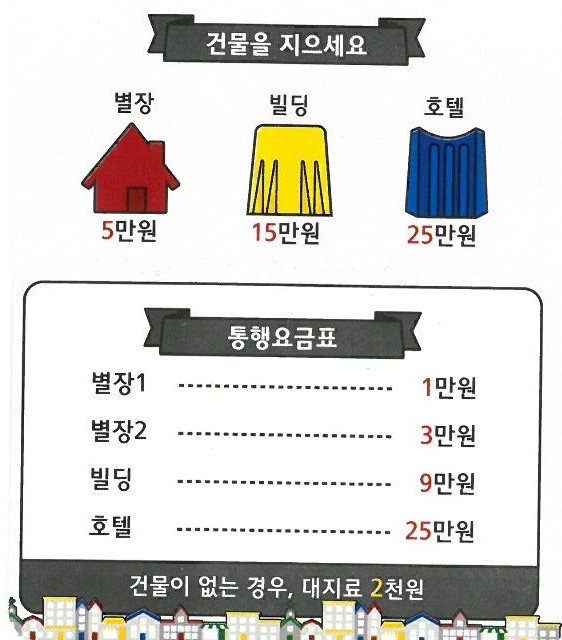 건물을 지으세요
별장 빌딩 호텔
5만원 15만원 25만원
통행요금표
별장1 ---------------------- 1만원
별장2 ---------------------- 3만원
빌딩 ---------------------- 9만원
호텔 ---------------------- 25만원
건물이 없는 경우, 대지료 2천원